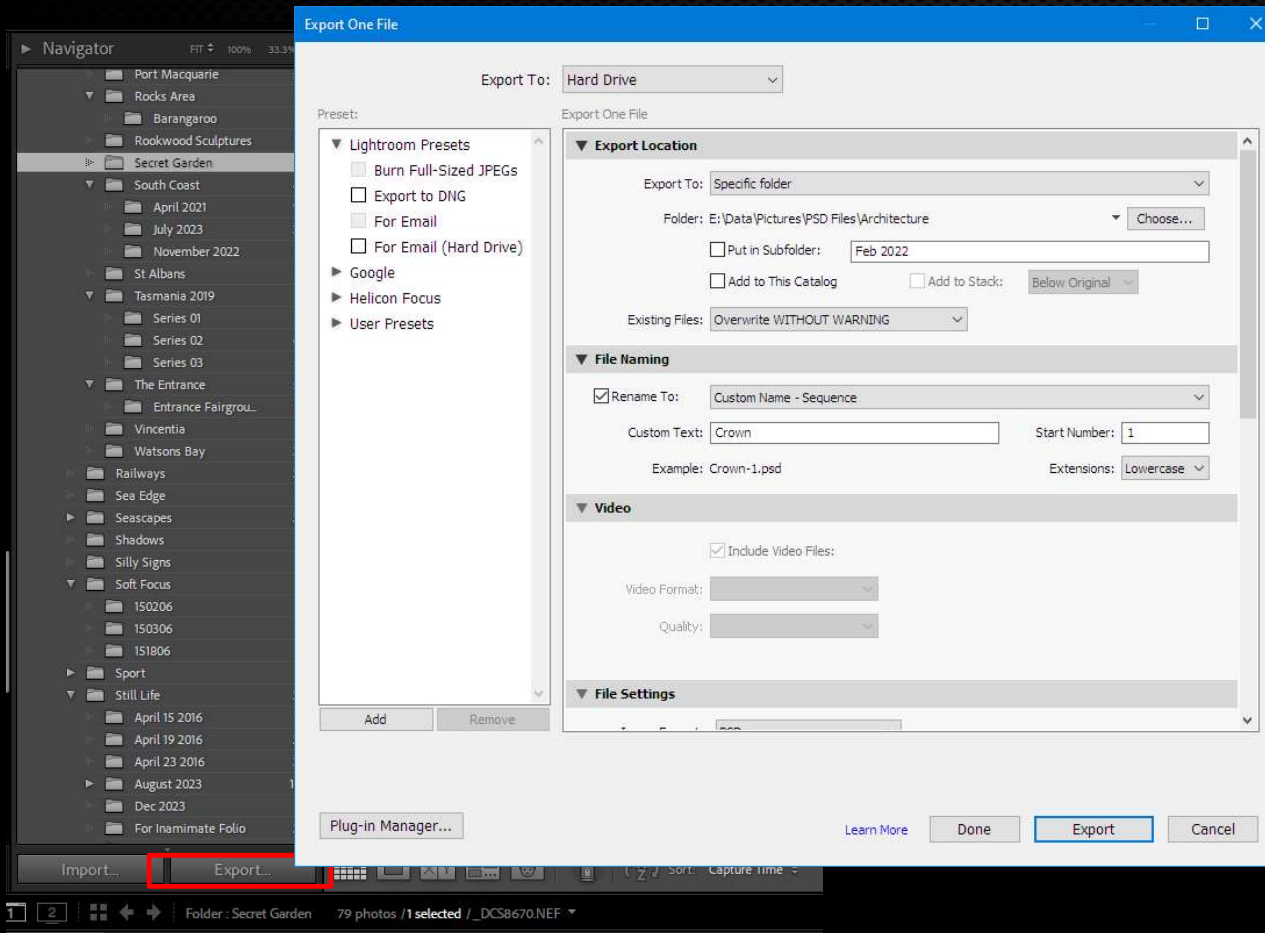 Export One File
Navigator FIT 100% 33.3%
Port Macquarie
Rocks Area
Barangaroo
Rookwood Sculptures
Secret Garden
South Coast
April 2021
July 2023
November 2022
St Albans
Tasmania 2019
Series 01
Series 02
Series 03
The Entrance
Entrance Fairgrou...
Vincentia
Watsons Bay
Railways
Sea Edge
Seascapes
Shadows
Silly Signs
Soft Focus
150206
150306
151806
Sport
Still Life
April 15 2016
April 19 2016
April 23 2016
August 2023 1
Dec 2023
For Inamimate Folio
Import... Export...
Export To: Hard Drive
Preset:
Lightroom Presets
Burn Full-Sized JPEGs
Export to DNG
For Email
For Email (Hard Drive)
Google
Helicon Focus
User Presets
Add Remove
Plug-in Manager...
Export One File
Export Location
Export To: Specific folder
Folder: E:\Data\Pictures\PSD Files\Architecture Choose...
Put in Subfolder: Feb 2022
Add to This Catalog Add to Stack: Below Original
Existing Files: Overwrite WITHOUT WARNING
File Naming
Rename To: Custom Name - Sequence
Custom Text: Crown Start Number: 1
Example: Crown-1.psd Extensions: Lowercase
Video
Include Video Files:
Video Format:
Quality:
File Settings
Learn More Done Export Cancel
Sort: Capture Time
1 2 Folder : Secret Garden 79 photos / 1 selected / _DCS8670.NEF